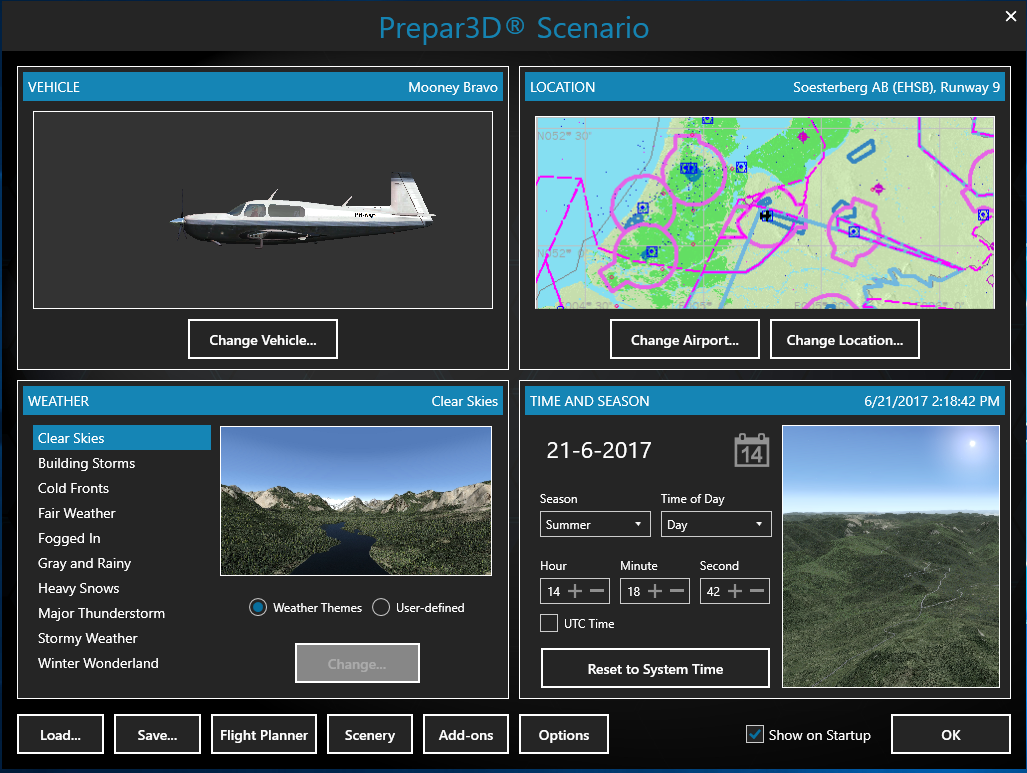 Prepar3D® Scenario
VEHICLE
Mooney Bravo
Change Vehicle...
LOCATION
Soesterberg AB (EHSB), Runway 9
N052° 30'
Change Airport...
Change Location...
WEATHER
Clear Skies
Clear Skies
Building Storms
Cold Fronts
Fair Weather
Fogged In
Gray and Rainy
Heavy Snows
Major Thunderstorm
Stormy Weather
Winter Wonderland
Weather Themes
User-defined
Change...
TIME AND SEASON
6/21/2017 2:18:42 PM
21-6-2017
14
Season
Time of Day
Summer
Day
Hour
Minute
Second
14
18
42
UTC Time
Reset to System Time
Load...
Save...
Flight Planner
Scenery
Add-ons
Options
Show on Startup
OK